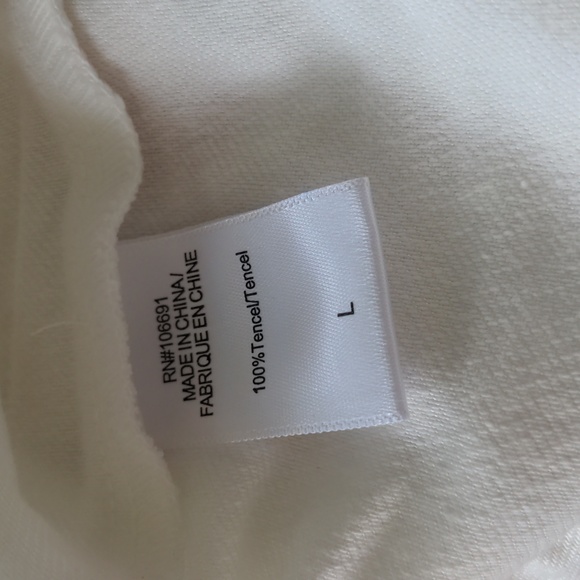 L
100%Tencel/Tencel
RN#106691
MADE IN CHINA/
FABRIQUE EN CHINE